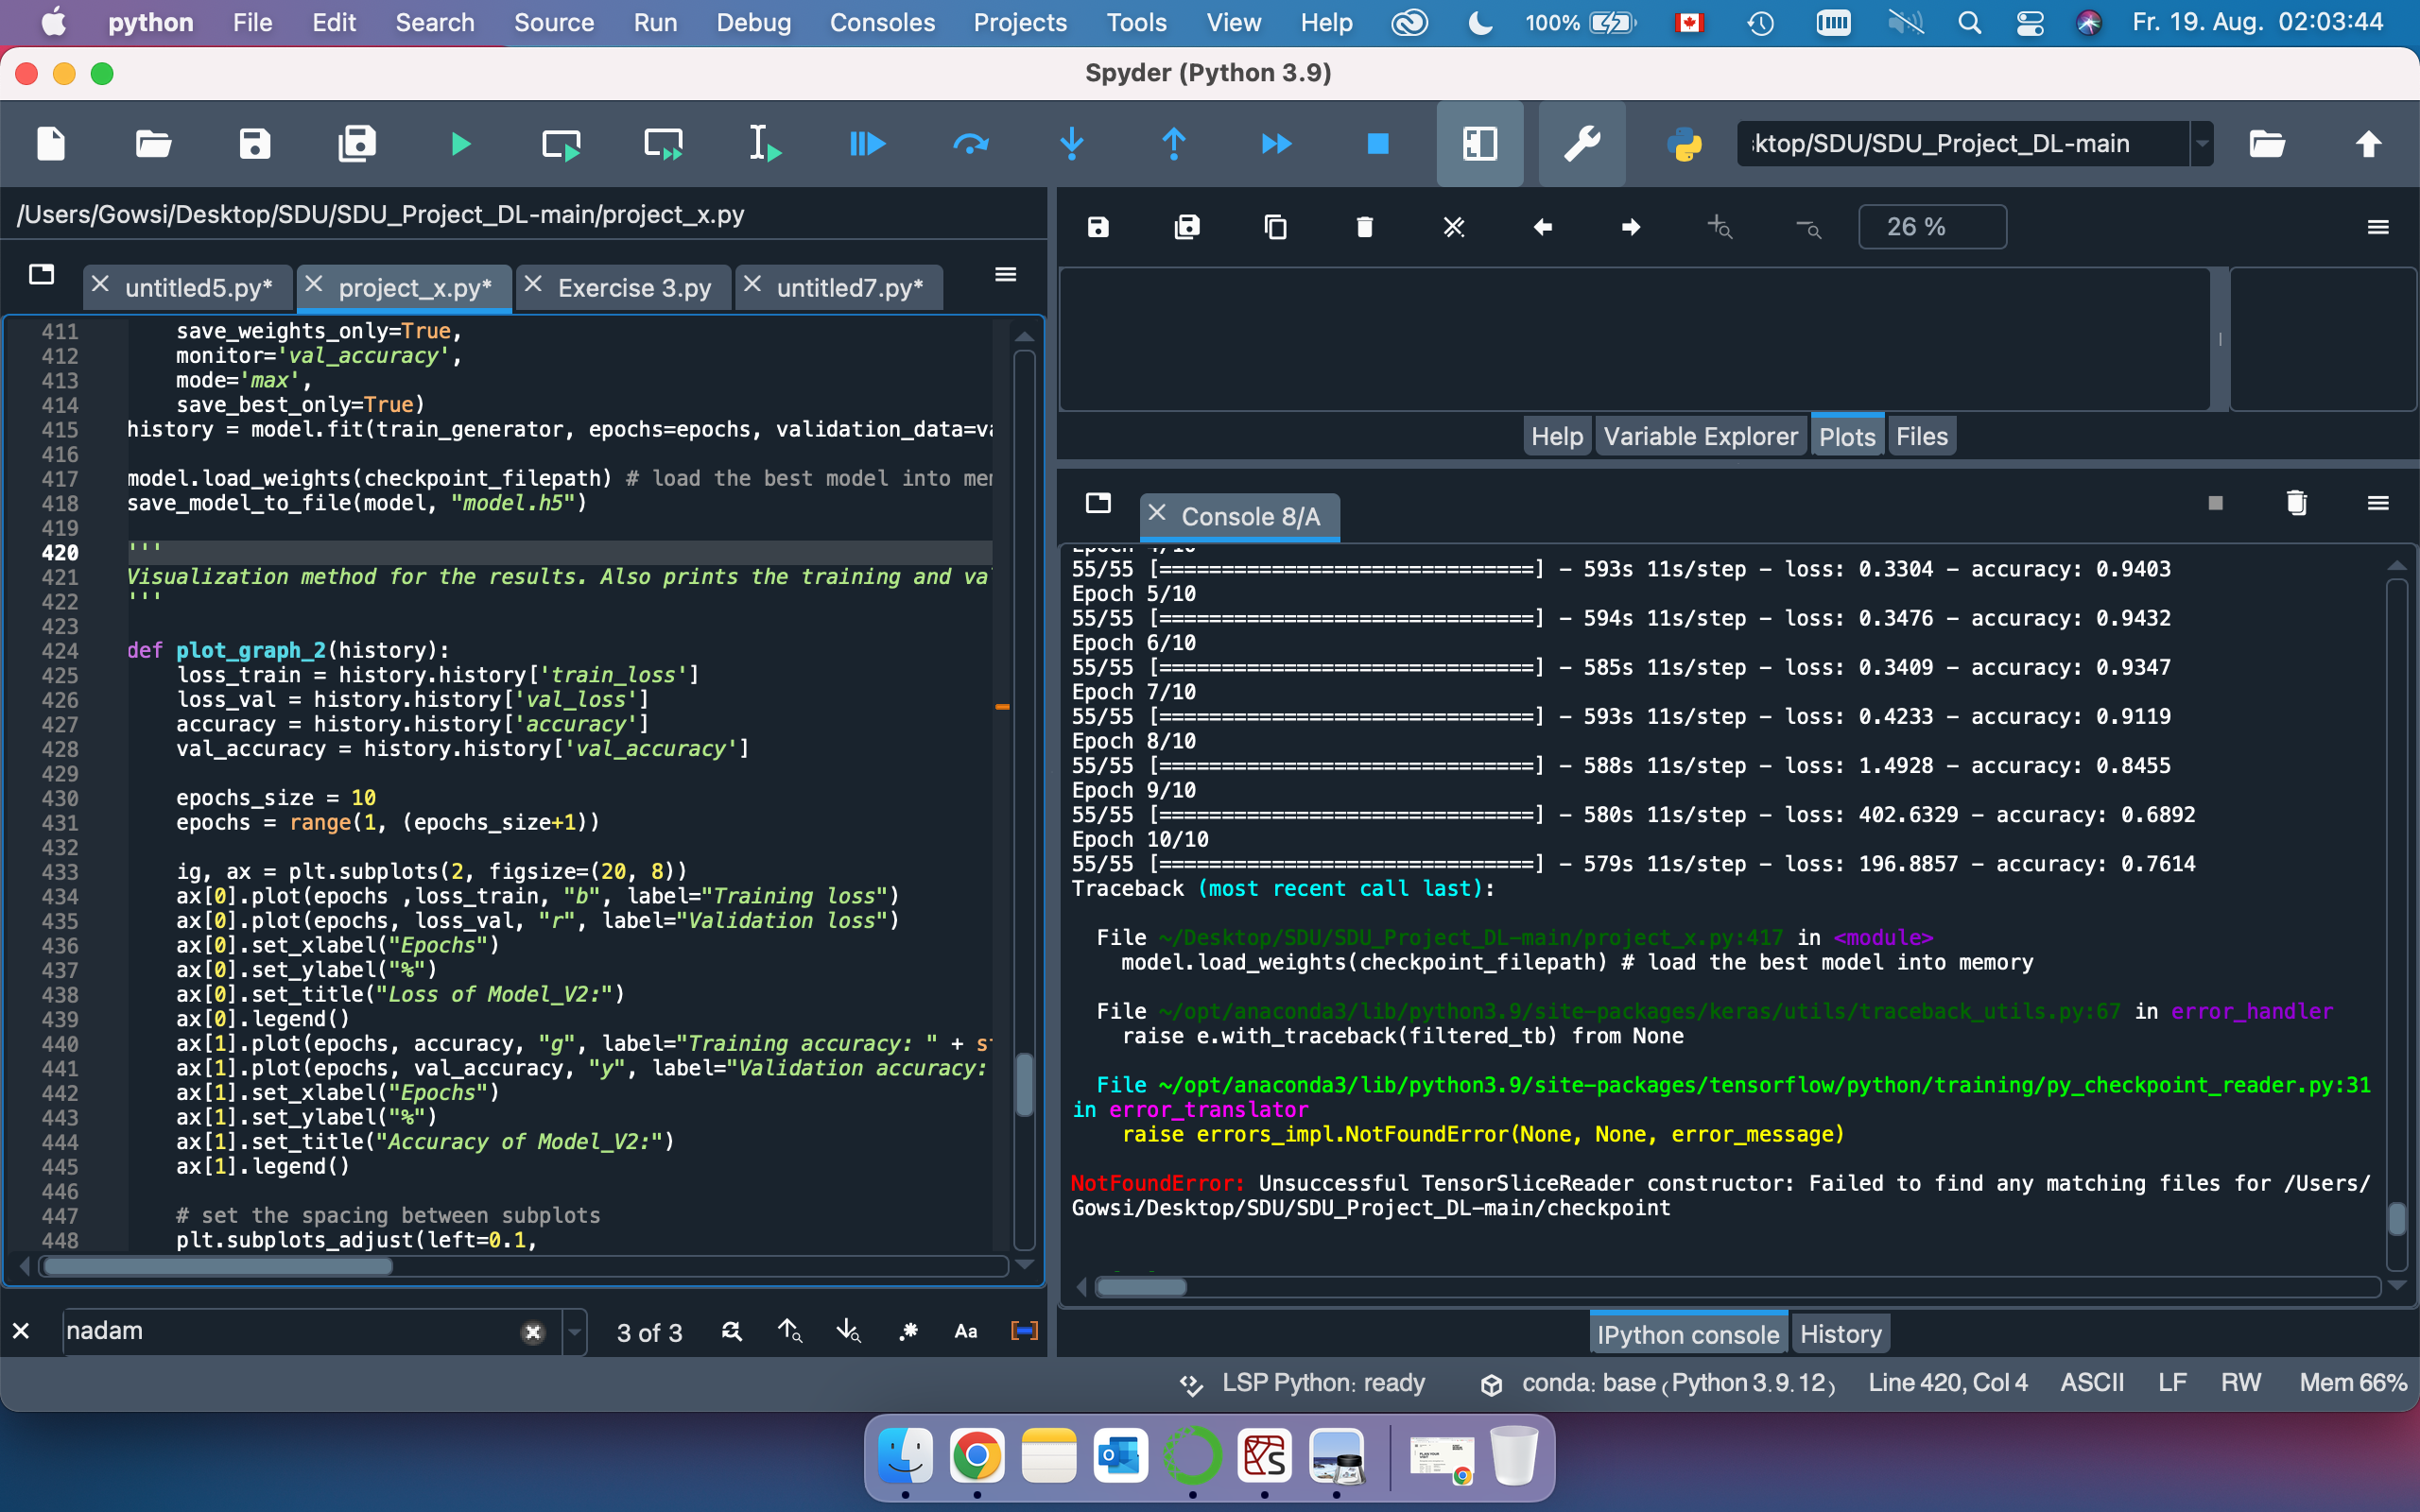 python File Edit Search Source Run Debug Consoles Projects Tools View Help 100% Fr. 19. Aug. 02:03:44
Spyder (Python 3.9)
ktop/SDU/SDU_Project_DL-main
/Users/Gowsi/Desktop/SDU/SDU_Project_DL-main/project_x.py
untitled5.py* project_x.py* Exercise 3.py untitled7.py*
411 save_weights_only=True,
412 monitor='val_accuracy',
413 mode='max',
414 save_best_only=True)
415 history = model.fit(train_generator, epochs=epochs, validation_data=va
416
417 model.load_weights(checkpoint_filepath) # load the best model into mem
418 save_model_to_file(model, "model.h5")
419
420 '''
421 Visualization method for the results. Also prints the training and va
422 '''
423
424 def plot_graph_2(history):
425 loss_train = history.history['train_loss']
426 loss_val = history.history['val_loss']
427 accuracy = history.history['accuracy']
428 val_accuracy = history.history['val_accuracy']
429
430 epochs_size = 10
431 epochs = range(1, (epochs_size+1))
432
433 ig, ax = plt.subplots(2, figsize=(20, 8))
434 ax[0].plot(epochs ,loss_train, "b", label="Training loss")
435 ax[0].plot(epochs, loss_val, "r", label="Validation loss")
436 ax[0].set_xlabel("Epochs")
437 ax[0].set_ylabel("%")
438 ax[0].set_title("Loss of Model_V2:")
439 ax[0].legend()
440 ax[1].plot(epochs, accuracy, "g", label="Training accuracy: " + s
441 ax[1].plot(epochs, val_accuracy, "y", label="Validation accuracy:
442 ax[1].set_xlabel("Epochs")
443 ax[1].set_ylabel("%")
444 ax[1].set_title("Accuracy of Model_V2:")
445 ax[1].legend()
446
447 # set the spacing between subplots
448 plt.subplots_adjust(left=0.1,
nadam 3 of 3 Aa
26 %
Help Variable Explorer Plots Files
Console 8/A
Epoch 4/10
55/55 [==============================] - 593s 11s/step - loss: 0.3304 - accuracy: 0.9403
Epoch 5/10
55/55 [==============================] - 594s 11s/step - loss: 0.3476 - accuracy: 0.9432
Epoch 6/10
55/55 [==============================] - 585s 11s/step - loss: 0.3409 - accuracy: 0.9347
Epoch 7/10
55/55 [==============================] - 593s 11s/step - loss: 0.4233 - accuracy: 0.9119
Epoch 8/10
55/55 [==============================] - 588s 11s/step - loss: 1.4928 - accuracy: 0.8455
Epoch 9/10
55/55 [==============================] - 580s 11s/step - loss: 402.6329 - accuracy: 0.6892
Epoch 10/10
55/55 [==============================] - 579s 11s/step - loss: 196.8857 - accuracy: 0.7614
Traceback (most recent call last):
File ~/Desktop/SDU/SDU_Project_DL-main/project_x.py:417 in <module>
model.load_weights(checkpoint_filepath) # load the best model into memory
File ~/opt/anaconda3/lib/python3.9/site-packages/keras/utils/traceback_utils.py:67 in error_handler
raise e.with_traceback(filtered_tb) from None
File ~/opt/anaconda3/lib/python3.9/site-packages/tensorflow/python/training/py_checkpoint_reader.py:31
in error_translator
raise errors_impl.NotFoundError(None, None, error_message)
NotFoundError: Unsuccessful TensorSliceReader constructor: Failed to find any matching files for /Users/
Gowsi/Desktop/SDU/SDU_Project_DL-main/checkpoint
IPython console History
LSP Python: ready conda: base (Python 3.9.12) Line 420, Col 4 ASCII LF RW Mem 66%